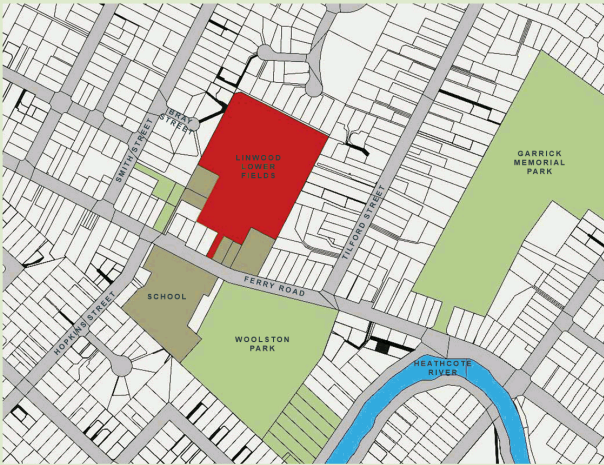 BRAY
STREET
SMITH STREET
LINWOOD
LOWER
FIELDS
GARRICK
MEMORIAL
PARK
TILFORD STREET
FERRY ROAD
SCHOOL
HOPKINS STREET
WOOLSTON
PARK
HEATHCOTE
RIVER